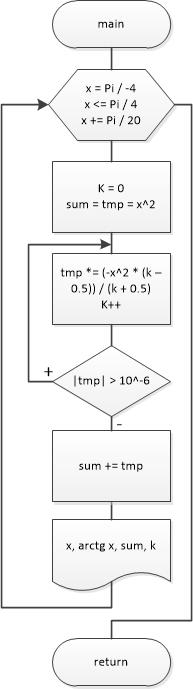 main
x = Pi / -4
x <= Pi / 4
x += Pi / 20
K = 0
sum = tmp = x^2
tmp *= (-x^2 * (k –
0.5)) / (k + 0.5)
K++
+
|tmp| > 10^-6
-
sum += tmp
x, arctg x, sum, k
return